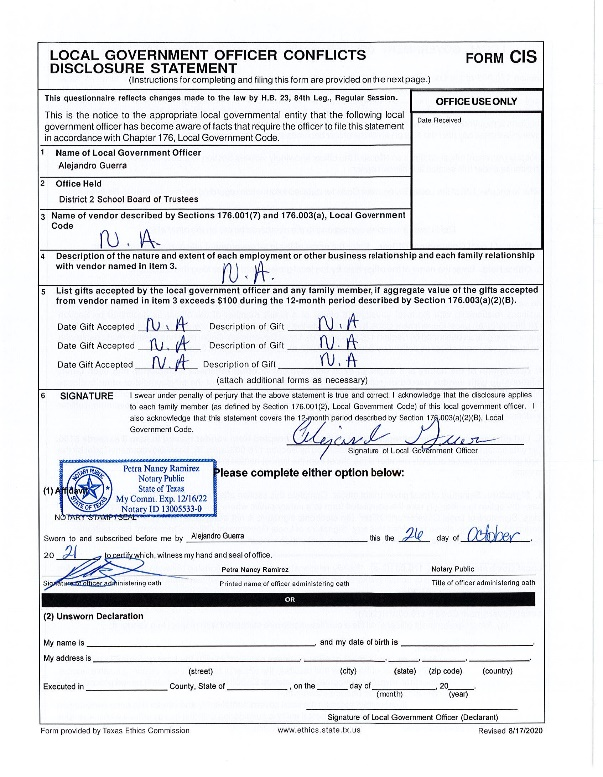 LOCAL GOVERNMENT OFFICER CONFLICTS
DISCLOSURE STATEMENT
FORM CIS
(Instructions for completing and filing this form are provided on the next page.)
This questionnaire reflects changes made to the law by H.B. 23, 84th Leg., Regular Session.
OFFICE USE ONLY
This is the notice to the appropriate local governmental entity that the following local
government officer has become aware of facts that require the officer to file this statement
in accordance with Chapter 176, Local Government Code.
Date Received
1 Name of Local Government Officer
Alejandro Guerra
2 Office Held
District 2 School Board of Trustees
3 Name of vendor described by Sections 176.001(7) and 176.003(a), Local Government
Code
N. A.
4 Description of the nature and extent of each employment or other business relationship and each family relationship
with vendor named in item 3.
N. A.
5 List gifts accepted by the local government officer and any family member, if aggregate value of the gifts accepted
from vendor named in item 3 exceeds $100 during the 12-month period described by Section 176.003(a)(2)(B).
Date Gift Accepted N. A Description of Gift N. A
Date Gift Accepted N. A Description of Gift N. A
Date Gift Accepted N. A Description of Gift N. A
(attach additional forms as necessary)
6 SIGNATURE
I swear under penalty of perjury that the above statement is true and correct. I acknowledge that the disclosure applies
to each family member (as defined by Section 176.001(2), Local Government Code) of this local government officer. I
also acknowledge that this statement covers the 12-month period described by Section 176.003(a)(2)(B), Local
Government Code.
Signature of Local Government Officer
Please complete either option below:
(1) Affidavit
NOTARY PUBLIC
STATE OF TEXAS
Petra Nancy Ramirez
Notary Public
State of Texas
My Comm. Exp. 12/16/22
Notary ID 13005533-0
NOTARY STAMP/SEAL
Sworn to and subscribed before me by Alejandro Guerra this the 26 day of October,
20 21, to certify which, witness my hand and seal of office.
Petra Nancy Ramirez
Notary Public
Signature of officer administering oath
Printed name of officer administering oath
Title of officer administering oath
OR
(2) Unsworn Declaration
My name is , and my date of birth is .
My address is , , , , .
(street) (city) (state) (zip code) (country)
Executed in County, State of , on the day of , 20 .
(month) (year)
Signature of Local Government Officer (Declarant)
Form provided by Texas Ethics Commission
www.ethics.state.tx.us
Revised 8/17/2020